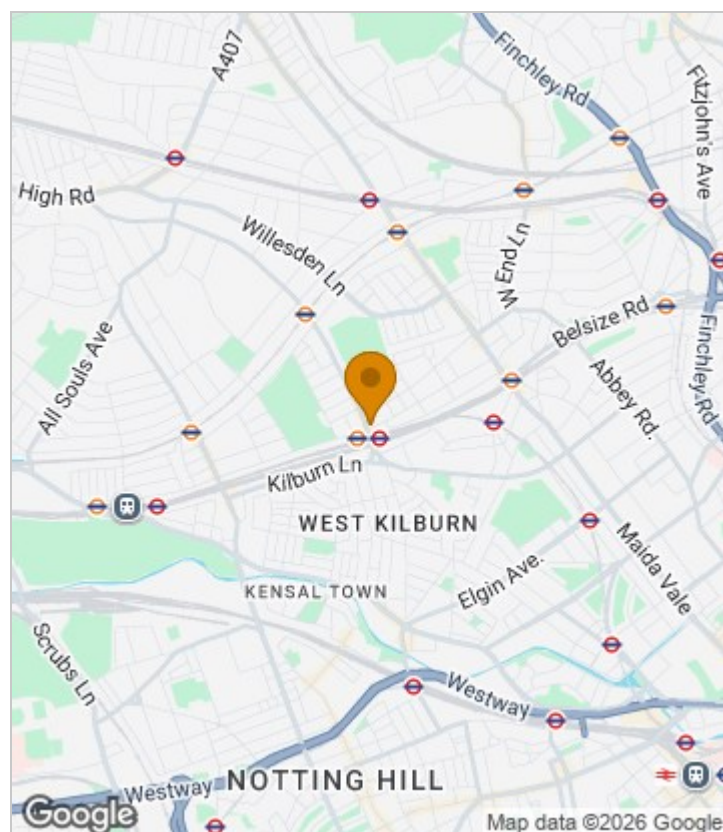 A407
Finchley Rd
Fitzjohn's Ave
High Rd
Willesden Ln
W End Ln
Belsize Rd
Finchley Rd
All Souls Ave
Abbey Rd.
Kilburn Ln
WEST KILBURN
Maida Vale
Elgin Ave.
KENSAL TOWN
Scrubs Ln
Westway
NOTTING HILL
Westway
Google
Map data ©2026 Google